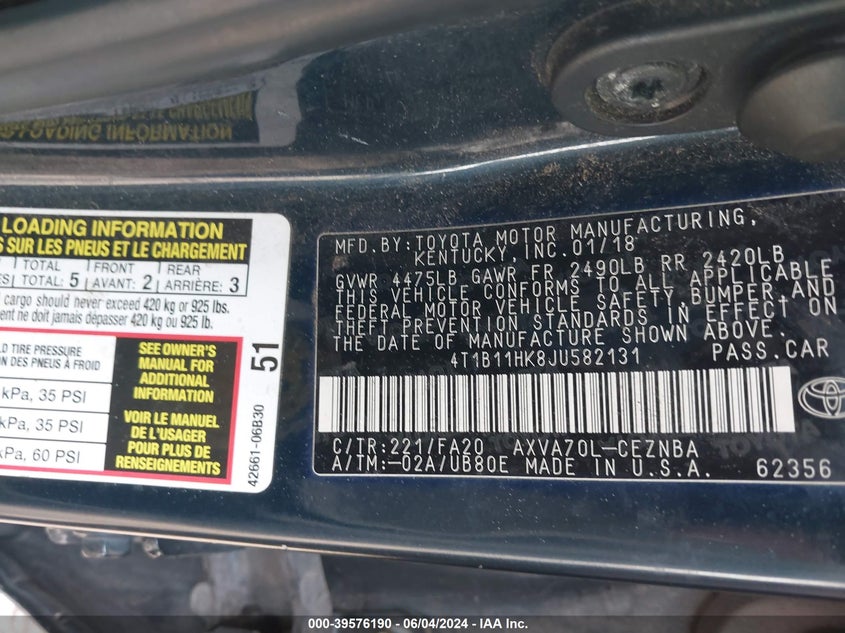 LOADING INFORMATION
SUR LES PNEUS ET LE CHARGEMENT
TOTAL FRONT REAR
TOTAL: 5 AVANT: 2 ARRIÈRE: 3
cargo should never exceed 420 kg or 925 lbs.
ne doit jamais dépasser 420 kg ou 925 lb.
TIRE PRESSURE
DES PNEUS À FROID
kPa, 35 PSI
kPa, 35 PSI
kPa, 60 PSI
SEE OWNER'S
MANUAL FOR
ADDITIONAL
INFORMATION
VOIR LE MANUEL
DE L'USAGER
POUR PLUS DE
RENSEIGNEMENTS
51
42661-06B30
MFD. BY: TOYOTA MOTOR MANUFACTURING,
KENTUCKY, INC. 01/18
GVWR 4475LB GAWR FR 2490LB RR 2420LB
THIS VEHICLE CONFORMS TO ALL APPLICABLE
FEDERAL MOTOR VEHICLE SAFETY, BUMPER, AND
THEFT PREVENTION STANDARDS IN EFFECT ON
THE DATE OF MANUFACTURE SHOWN ABOVE.
4T1B11HK8JU582131 PASS.CAR
C/TR: 221/FA20 AXVA70L-CEZNBA
A/TM: -02A/UB80E MADE IN U.S.A. 62356
TOYOTA
000-39576190 - 06/04/2024 - IAAI.COM